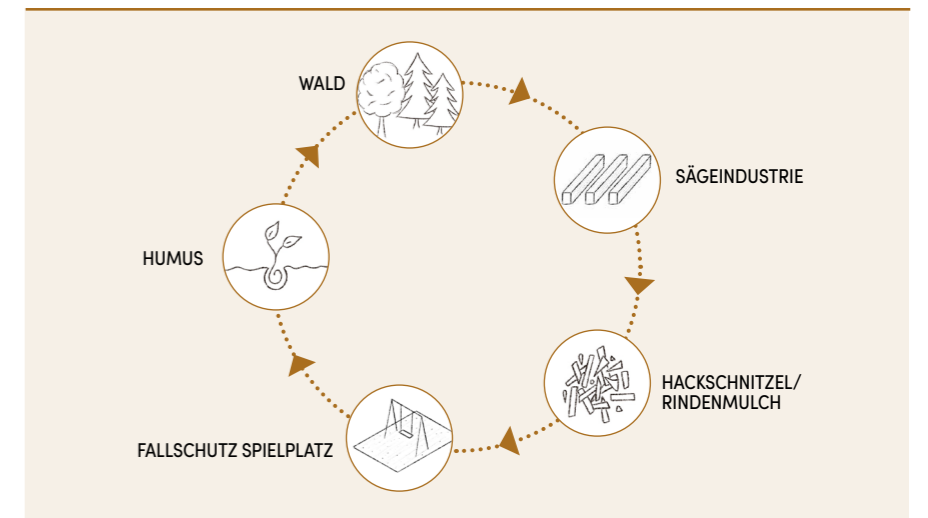 WALD
SÄGEINDUSTRIE
HACKSCHNITZEL/
RINDENMULCH
FALLSCHUTZ SPIELPLATZ
HUMUS